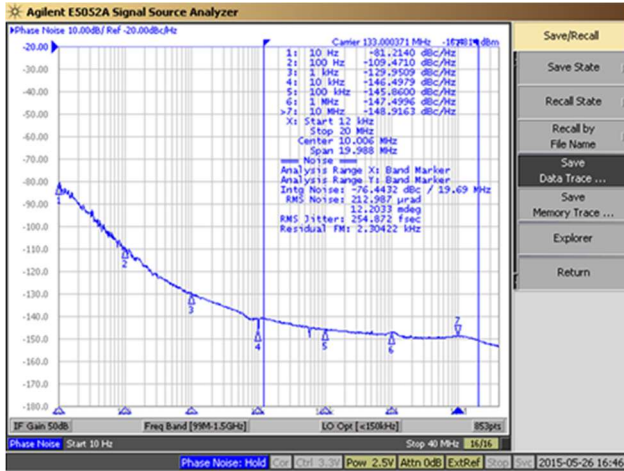 Agilent E5052A Signal Source Analyzer
Phase Noise 10.00dB/ Ref -20.00dBc/Hz
Carrier 133.000371 MHz dBm
1: 10 Hz -81.2140 dBc/Hz
2: 100 Hz -109.4710 dBc/Hz
3: 1 kHz -129.9509 dBc/Hz
4: 10 kHz -146.4979 dBc/Hz
5: 100 kHz -145.8600 dBc/Hz
6: 1 MHz -147.4996 dBc/Hz
>7: 10 MHz -148.9163 dBc/Hz
X: Start 12 kHz
Stop 20 MHz
Center 10.006 MHz
Span 19.988 MHz
=== Noise ===
Analysis Range X: Band Marker
Analysis Range Y: Band Marker
Intg Noise: -76.4432 dBc / 19.69 MHz
RMS Noise: 212.987 µrad
12.2033 mdeg
RMS Jitter: 254.872 fsec
Residual FM: 2.30422 kHz
-20.00
-30.00
-40.00
-50.00
-60.00
-70.00
-80.00
-90.00
-100.0
-110.0
-120.0
-130.0
-140.0
-150.0
-160.0
-170.0
-180.0
1
2
3
4
5
6
7
IF Gain 50dB
Freq Band [99M-1.5GHz]
LO Opt [<150kHz]
853pts
Phase Noise Start 10 Hz
Stop 40 MHz 16/16
Phase Noise: Hold Cor Ctrl 3.3V Pow 2.5V Attn 0dB ExtRef Stop Svc 2015-05-26 16:46
Save/Recall
Save State
Recall State
Recall by
File Name
Save
Data Trace ...
Save
Memory Trace ...
Explorer
Return